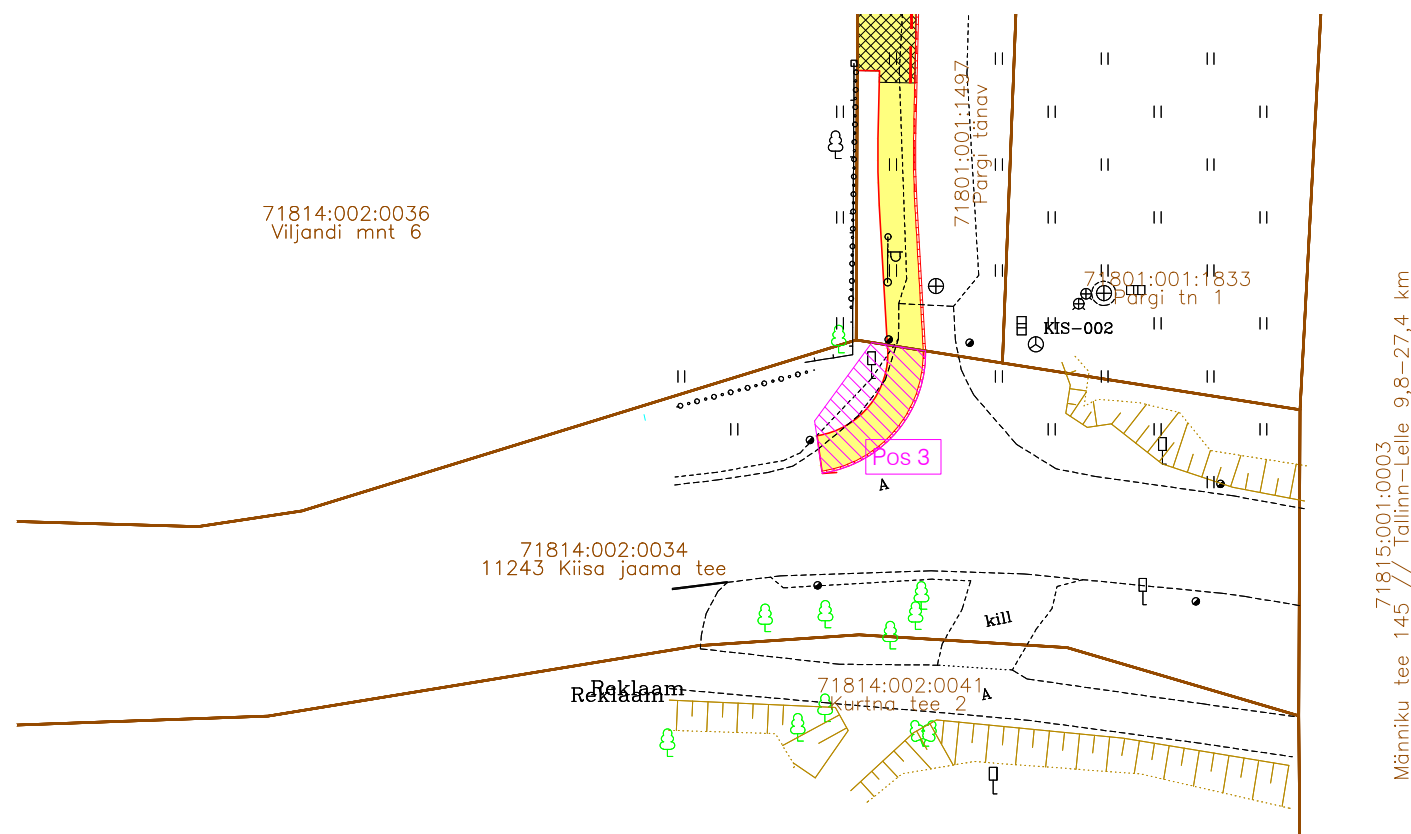 71801:001:1497
Pargi tänav
71814:002:0036
Viljandi mnt 6
71801:001:1833
Pargi tn 1
KIS-002
Pos 3
A
71815:001:0003
Männiku tee 145 // Tallinn-Lelle 9,8-27,4 km
71814:002:0034
11243 Kiisa jaama tee
kill
71814:002:0041
Kurtna tee 2
A
Reklaam
Reklaam